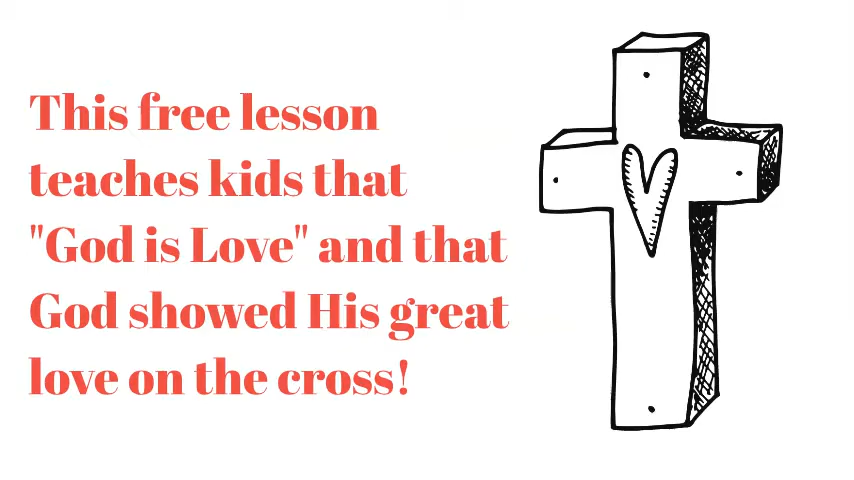 This free lesson
teaches kids that
"God is Love" and that
God showed His great
love on the cross!